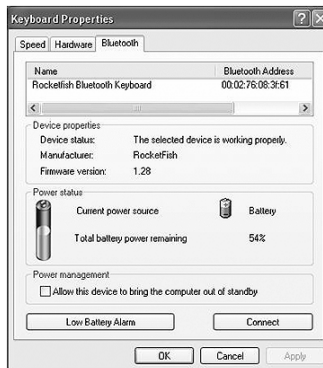 Keyboard Properties
Speed Hardware Bluetooth
Name Bluetooth Address
Rocketfish Bluetooth Keyboard 00:02:76:08:3f:61
Device properties
Device status: The selected device is working properly.
Manufacturer: RocketFish
Firmware version: 1.28
Power status
Current power source Battery
Total battery power remaining 54%
Power management
Allow this device to bring the computer out of standby
Low Battery Alarm Connect
OK Cancel Apply